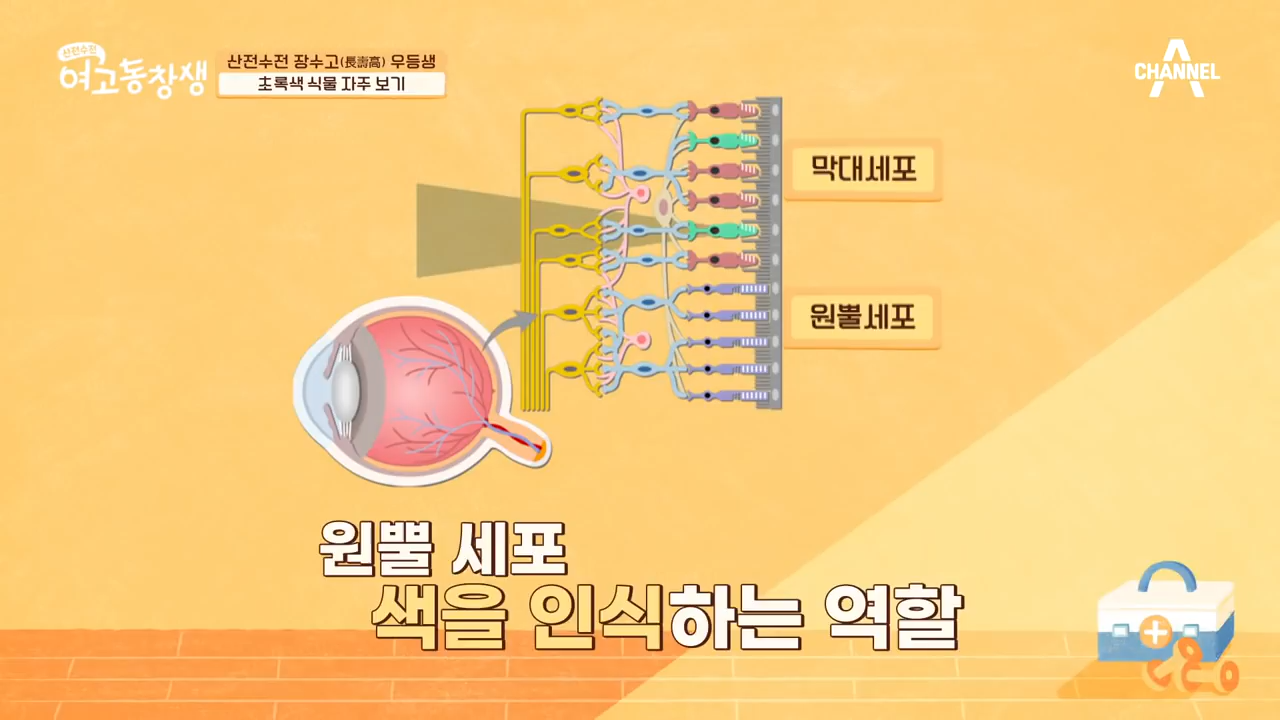 산전수전
여고동창생
산전수전 장수고(長壽高) 우등생
초록색 식물 자주 보기
CHANNEL A
막대세포
원뿔세포
원뿔 세포
색을 인식하는 역할